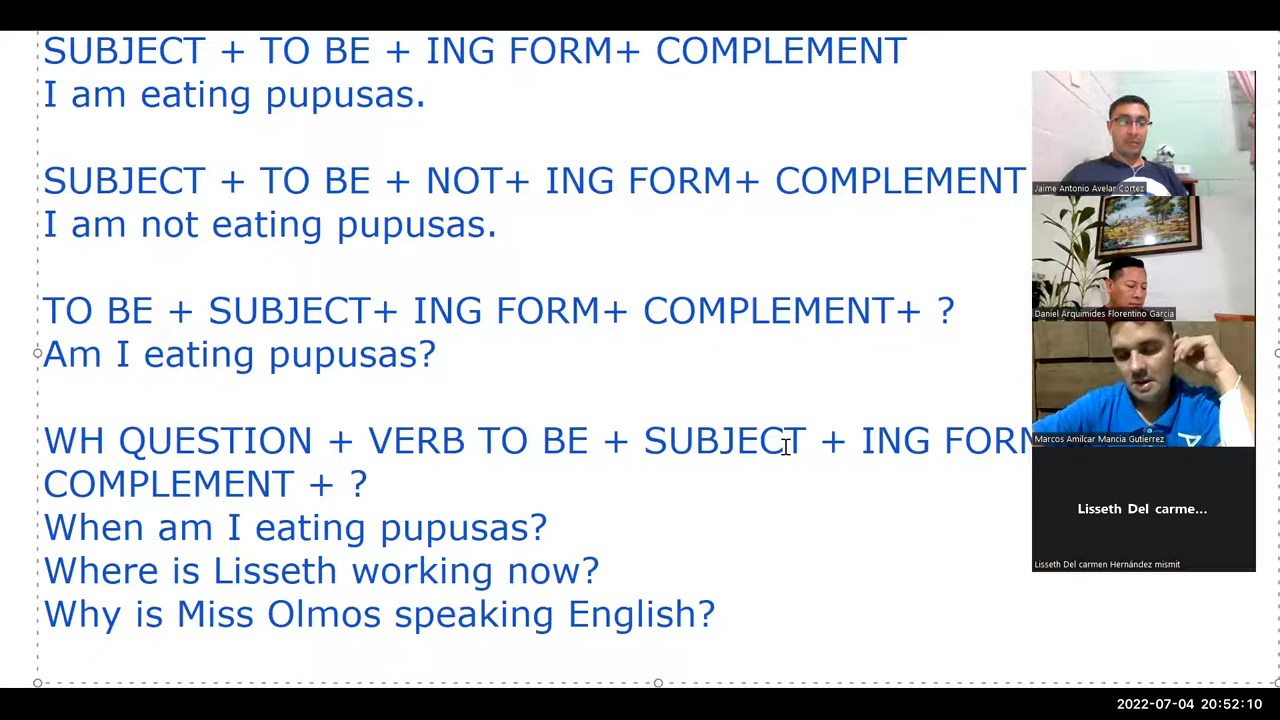 SUBJECT + TO BE + ING FORM+ COMPLEMENT
I am eating pupusas.
SUBJECT + TO BE + NOT+ ING FORM+ COMPLEMENT
I am not eating pupusas.
TO BE + SUBJECT+ ING FORM+ COMPLEMENT+ ?
Am I eating pupusas?
WH QUESTION + VERB TO BE + SUBJECT + ING FORM
COMPLEMENT + ?
When am I eating pupusas?
Where is Lisseth working now?
Why is Miss Olmos speaking English?
Jaime Antonio Avelar Cortez
Daniel Arquimides Florentino Garcia
Marcos Amilcar Mancia Gutierrez
Lisseth Del carme...
Lisseth Del carmen Hernández mismit
2022-07-04 20:52:10